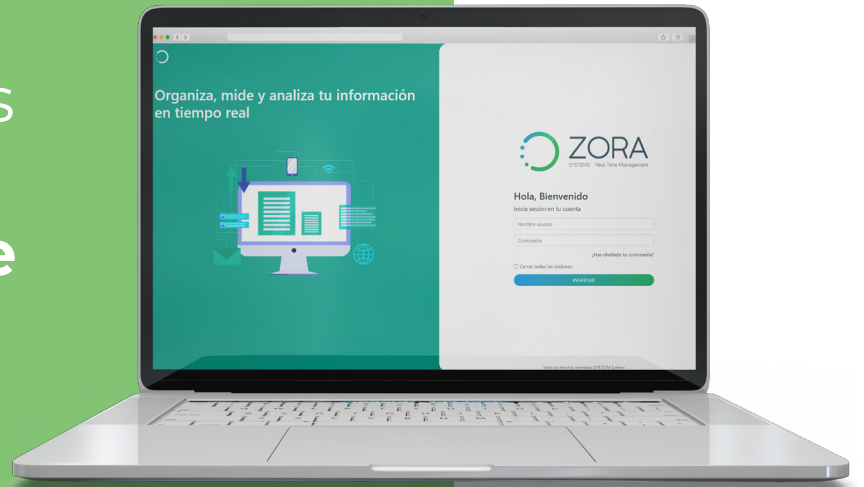 s
e
Organiza, mide y analiza tu información
en tiempo real
ZORA
SYSTEMS Real Time Management
Hola, Bienvenido
Inicia sesión en tu cuenta
Nombre usuario
Contraseña
¿Has olvidado tu contraseña?
Cerrar todas las sesiones
INGRESAR